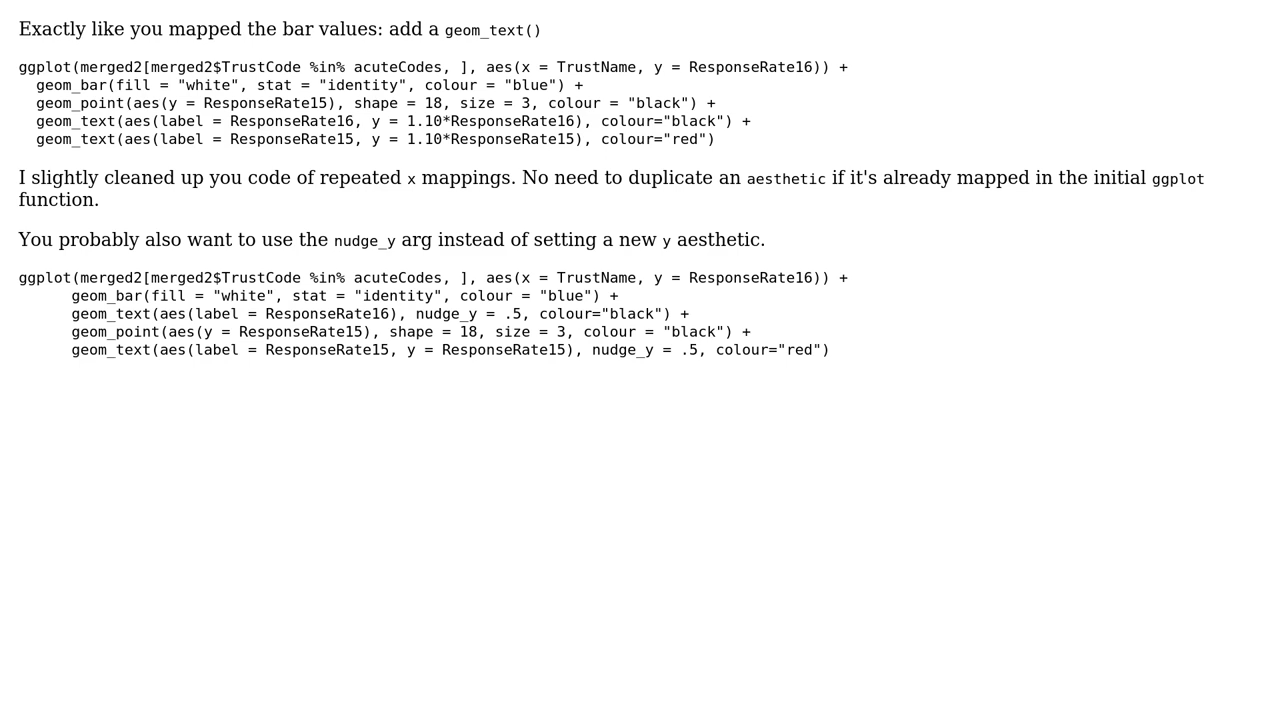 Exactly like you mapped the bar values: add a geom_text()
ggplot(merged2[merged2$TrustCode %in% acuteCodes, ], aes(x = TrustName, y = ResponseRate16)) +
  geom_bar(fill = "white", stat = "identity", colour = "blue") +
  geom_point(aes(y = ResponseRate15), shape = 18, size = 3, colour = "black") +
  geom_text(aes(label = ResponseRate16, y = 1.10*ResponseRate16), colour="black") +
  geom_text(aes(label = ResponseRate15, y = 1.10*ResponseRate15), colour="red")
I slightly cleaned up you code of repeated x mappings. No need to duplicate an aesthetic if it's already mapped in the initial ggplot
function.
You probably also want to use the nudge_y arg instead of setting a new y aesthetic.
ggplot(merged2[merged2$TrustCode %in% acuteCodes, ], aes(x = TrustName, y = ResponseRate16)) +
      geom_bar(fill = "white", stat = "identity", colour = "blue") +
      geom_text(aes(label = ResponseRate16), nudge_y = .5, colour="black") +
      geom_point(aes(y = ResponseRate15), shape = 18, size = 3, colour = "black") +
      geom_text(aes(label = ResponseRate15, y = ResponseRate15), nudge_y = .5, colour="red")